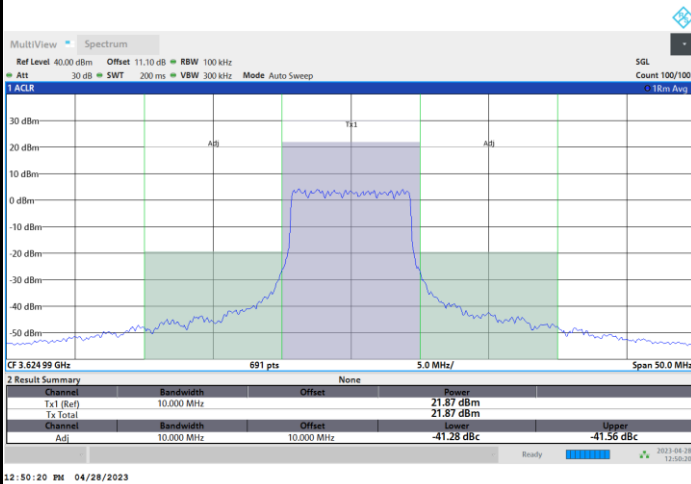 MultiView Spectrum
Ref Level 40.00 dBm Offset 11.10 dB RBW 100 kHz SGL
Att 30 dB SWT 200 ms VBW 300 kHz Mode Auto Sweep Count 100/100
1 ACLR 1Rm Avg
30 dBm
Tx1
20 dBm Adj Adj
10 dBm
0 dBm
-10 dBm
-20 dBm
-30 dBm
-40 dBm
-50 dBm
CF 3.624 99 GHz 691 pts 5.0 MHz/ Span 50.0 MHz
2 Result Summary None
Channel Bandwidth Offset Power
Tx1 (Ref) 10.000 MHz 21.87 dBm
Tx Total 21.87 dBm
Channel Bandwidth Offset Lower Upper
Adj 10.000 MHz 10.000 MHz -41.28 dBc -41.56 dBc
Ready 2023-04-28
12:50:20
12:50:20 PM 04/28/2023